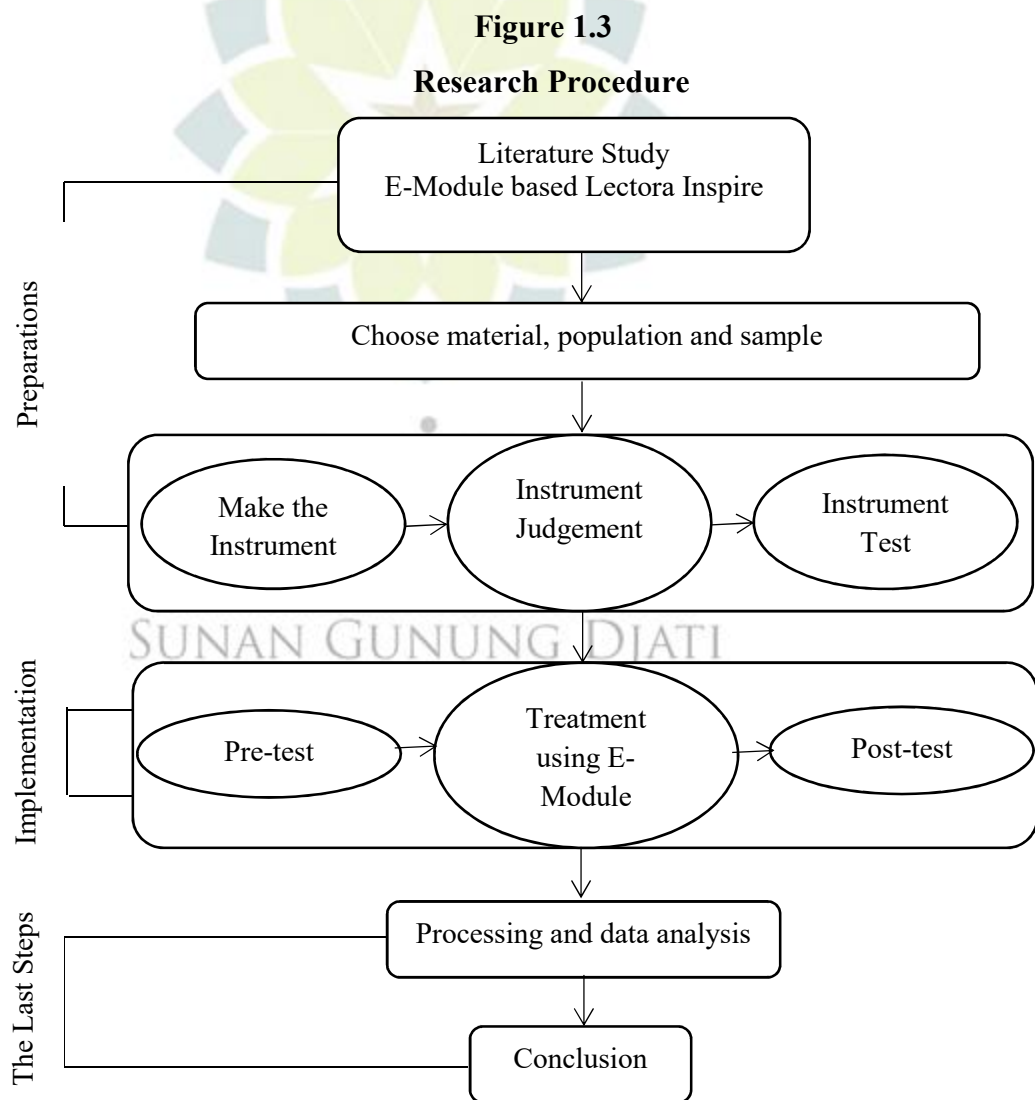 Figure 1.3
Research Procedure
Literature Study
E-Module based Lectora Inspire
Preparations
Choose material, population and sample
Make the
Instrument
Instrument
Judgement
Instrument
Test
SUNAN GUNUNG DJATI
Implementation
Pre-test
Treatment
using E-
Module
Post-test
The Last Steps
Processing and data analysis
Conclusion